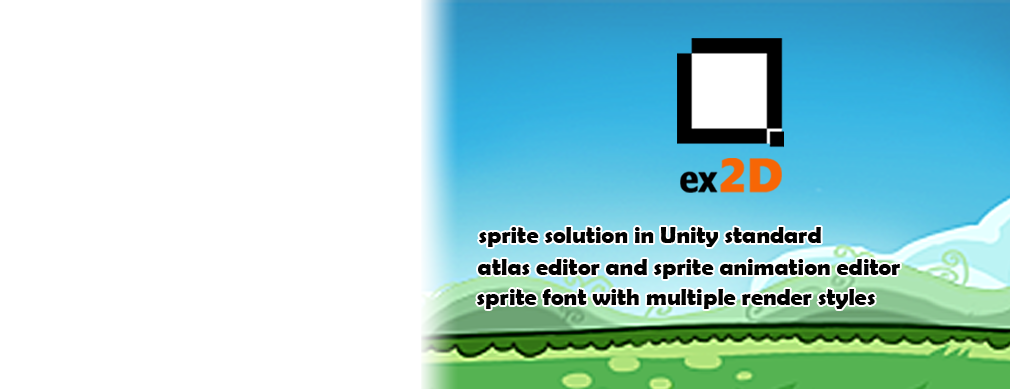 ex2D
sprite solution in Unity standard
atlas editor and sprite animation editor
sprite font with multiple render styles